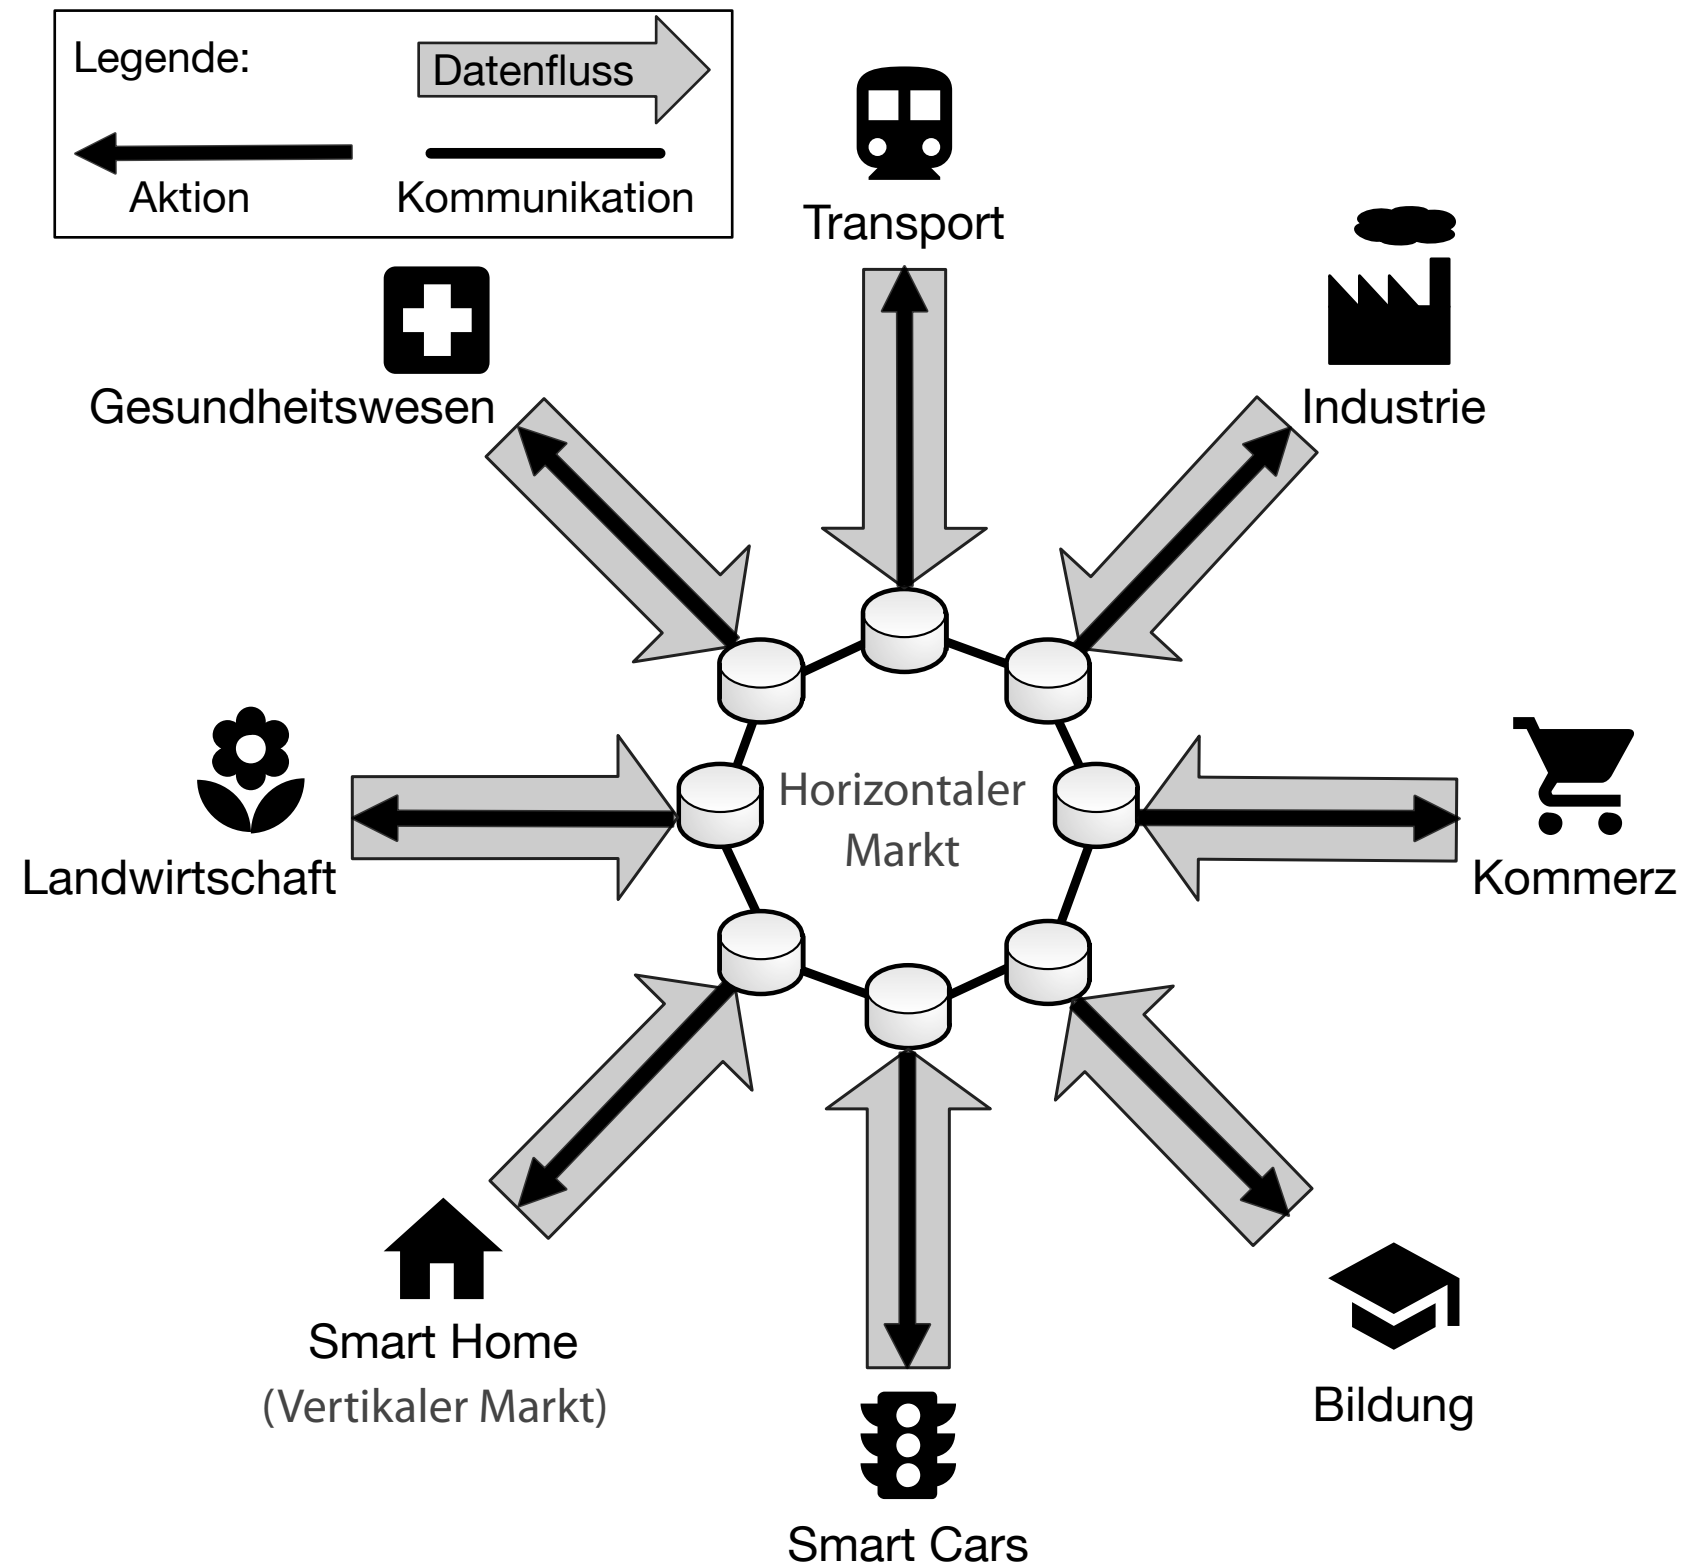 Legende:
Datenfluss
Aktion
Kommunikation
Transport
Gesundheitswesen
Industrie
Horizontaler
Markt
Landwirtschaft
Kommerz
Smart Home
(Vertikaler Markt)
Bildung
Smart Cars